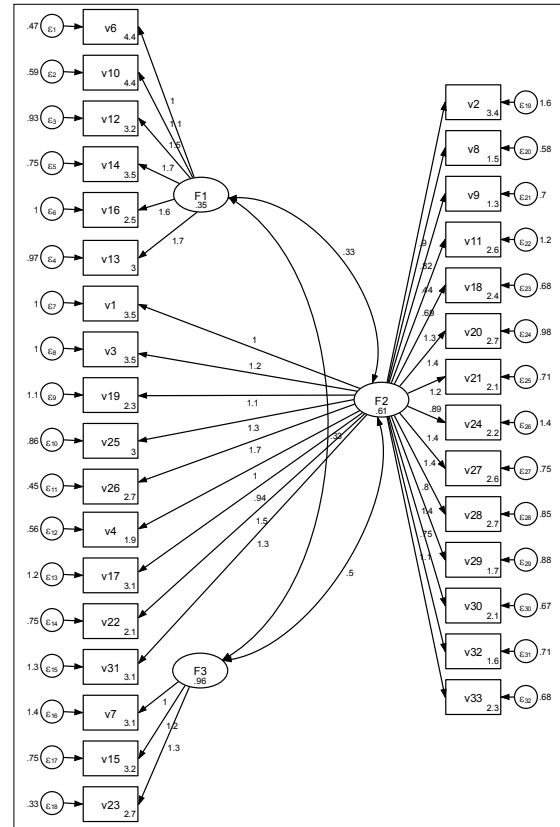 .47 ε1 v6 4.4
.59 ε2 v10 4.4
.93 ε3 v12 3.2
.75 ε5 v14 3.5
1 ε6 v16 2.5
.97 ε4 v13 3
1 ε7 v1 3.5
1 ε8 v3 3.5
1.1 ε9 v19 2.3
.86 ε10 v25 3
.45 ε11 v26 2.7
.56 ε12 v4 1.9
1.2 ε13 v17 3.1
.75 ε14 v22 2.1
1.3 ε15 v31 3.1
1.4 ε16 v7 3.1
.75 ε17 v15 3.2
.33 ε18 v23 2.7
1
1.1
1.5
1.7
1.6
1.7
F1
.35
.33
1
1.2
1.1
1.3
1.7
1
.94
1.5
1.3
F2
.61
.33
.5
F3
.96
1
1.2
1.3
.9
.82
.44
.69
1.3
1.4
1.2
.89
1.4
1.4
.8
1.4
.75
1.1
v2 3.4 ε19 1.6
v8 1.5 ε20 .58
v9 1.3 ε21 .7
v11 2.6 ε22 1.2
v18 2.4 ε23 .68
v20 2.7 ε24 .98
v21 2.1 ε25 .71
v24 2.2 ε26 1.4
v27 2.6 ε27 .75
v28 2.7 ε28 .85
v29 1.7 ε29 .88
v30 2.1 ε30 .67
v32 1.6 ε31 .71
v33 2.3 ε32 .68